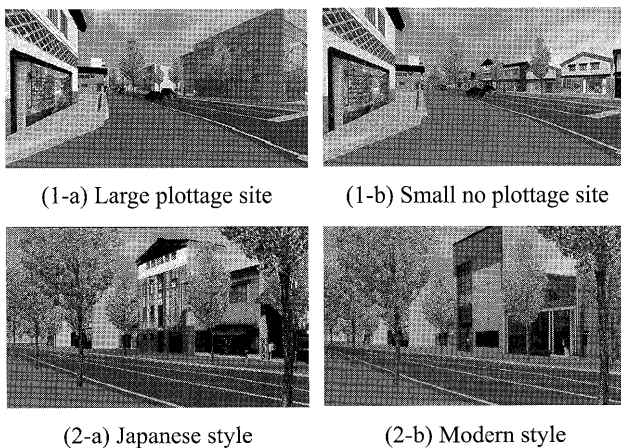 (1-a) Large plottage site
(1-b) Small no plottage site
(2-a) Japanese style
(2-b) Modern style